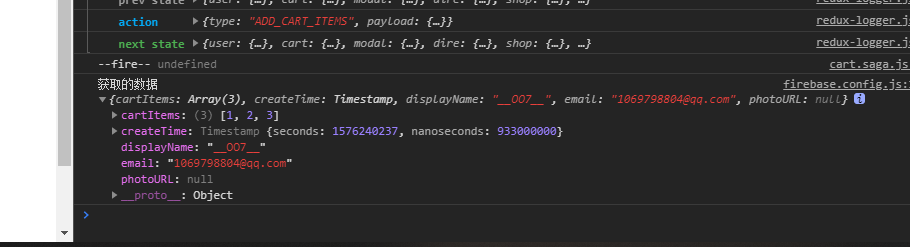 prev state {user: {…}, cart: {…}, modal: {…}, dire: {…}, shop: {…}, …} redux-logger.j
action {type: "ADD_CART_ITEMS", payload: {…}} redux-logger.j
next state {user: {…}, cart: {…}, modal: {…}, dire: {…}, shop: {…}, …} redux-logger.j
--fire-- undefined cart.saga.js
获取的数据 firebase.config.js:
▼{cartItems: Array(3), createTime: Timestamp, displayName: "__OO7__", email: "1069798804@qq.com", photoURL: null} i
▶cartItems: (3) [1, 2, 3]
▶createTime: Timestamp {seconds: 1576240237, nanoseconds: 933000000}
displayName: "__OO7__"
email: "1069798804@qq.com"
photoURL: null
▶__proto__: Object
>